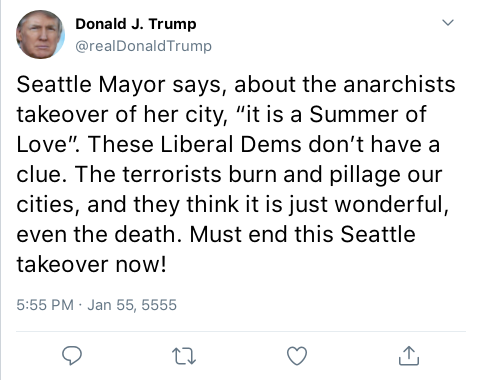 Donald J. Trump
@realDonaldTrump
Seattle Mayor says, about the anarchists
takeover of her city, “it is a Summer of
Love”. These Liberal Dems don’t have a
clue. The terrorists burn and pillage our
cities, and they think it is just wonderful,
even the death. Must end this Seattle
takeover now!
5:55 PM · Jan 55, 5555